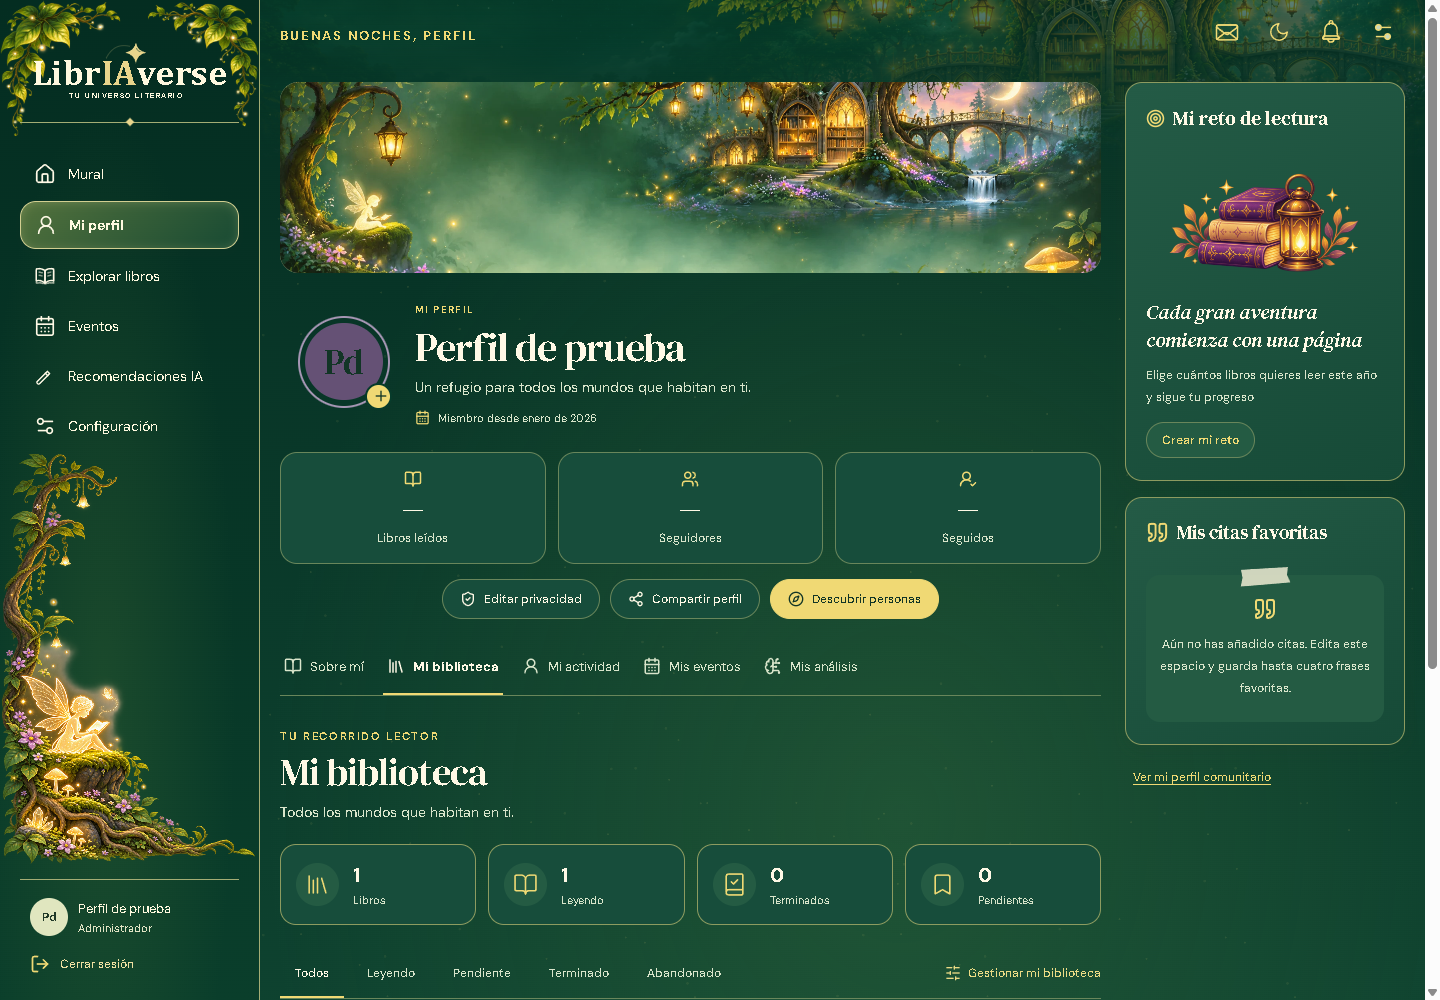 LibrIAverse
TU UNIVERSO LITERARIO
Mural
Mi perfil
Explorar libros
Eventos
Recomendaciones IA
Configuración
Pd
Perfil de prueba
Administrador
Cerrar sesión
BUENAS NOCHES, PERFIL
Pd
MI PERFIL
Perfil de prueba
Un refugio para todos los mundos que habitan en ti.
Miembro desde enero de 2026
—
Libros leídos
—
Seguidores
—
Seguidos
Editar privacidad
Compartir perfil
Descubrir personas
Sobre mí
Mi biblioteca
Mi actividad
Mis eventos
Mis análisis
TU RECORRIDO LECTOR
Mi biblioteca
Todos los mundos que habitan en ti.
1
Libros
1
Leyendo
0
Terminados
0
Pendientes
Todos
Leyendo
Pendiente
Terminado
Abandonado
Gestionar mi biblioteca
Mi reto de lectura
Cada gran aventura
comienza con una página
Elige cuántos libros quieres leer este año
y sigue tu progreso
Crear mi reto
Mis citas favoritas
Aún no has añadido citas. Edita este
espacio y guarda hasta cuatro frases
favoritas.
Ver mi perfil comunitario